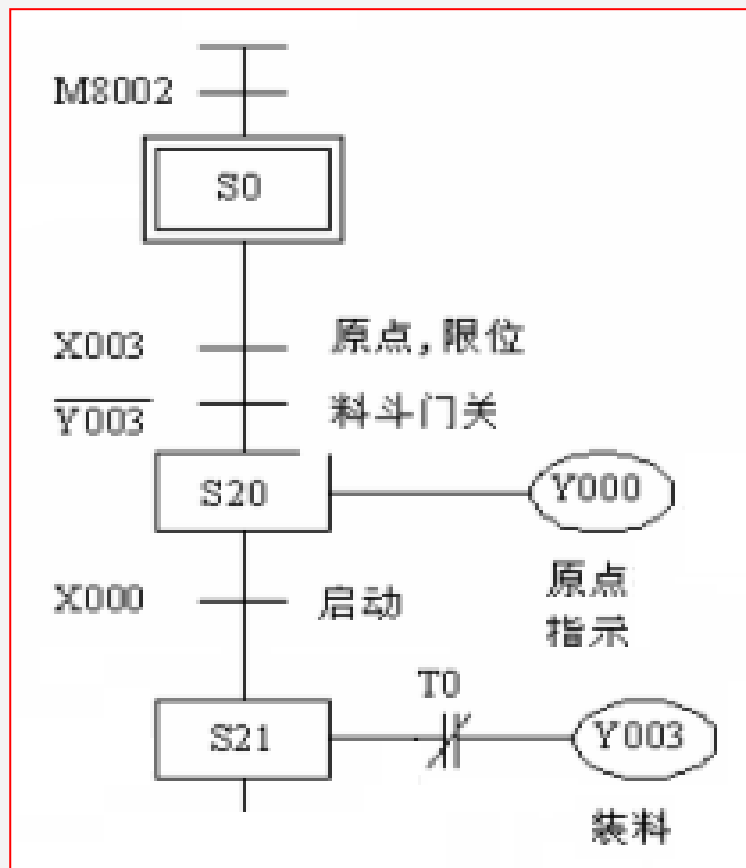 M8002
S0
X003 原点,限位
Y003 料斗门关
S20 Y000
X000 启动 原点
指示
T0
S21 Y003
装料